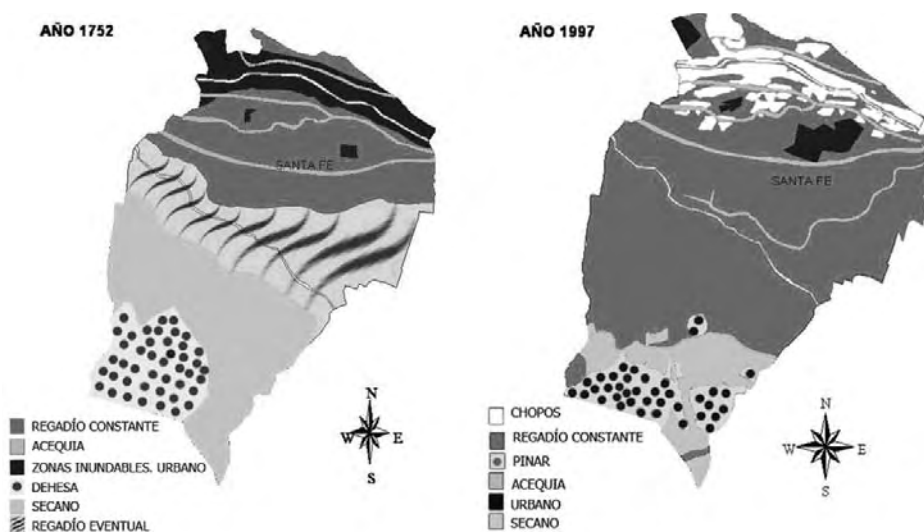 AÑO 1752
SANTA FE
N
W E
S
REGADÍO CONSTANTE
ACEQUIA
ZONAS INUNDABLES. URBANO
DEHESA
SECANO
REGADÍO EVENTUAL
AÑO 1997
SANTA FE
N
W E
S
CHOPOS
REGADÍO CONSTANTE
PINAR
ACEQUIA
URBANO
SECANO